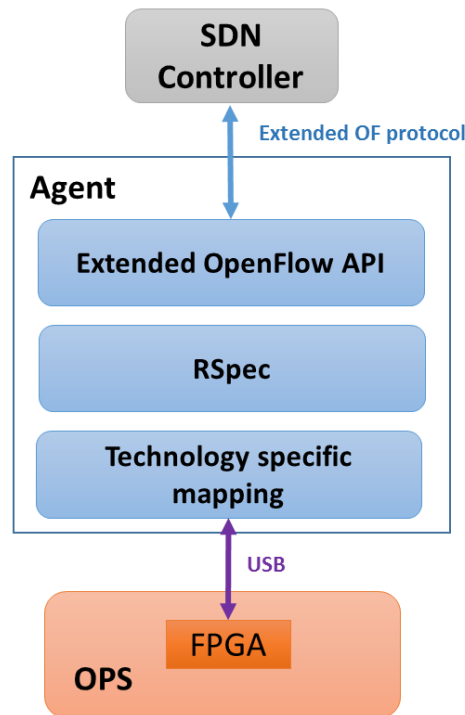 SDN
Controller
Extended OF protocol
Agent
Extended OpenFlow API
RSpec
Technology specific
mapping
USB
FPGA
OPS